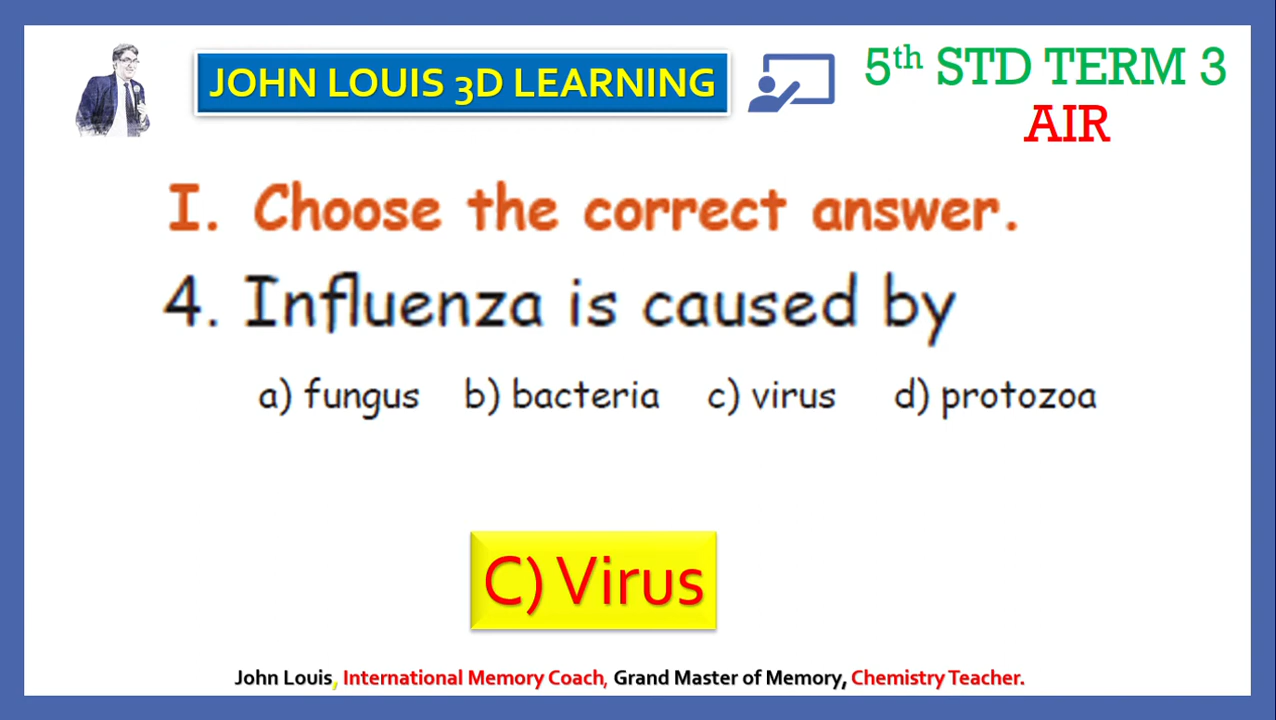 JOHN LOUIS 3D LEARNING
5th STD TERM 3
AIR
I. Choose the correct answer.
4. Influenza is caused by
a) fungus b) bacteria c) virus d) protozoa
C) Virus
John Louis, International Memory Coach, Grand Master of Memory, Chemistry Teacher.